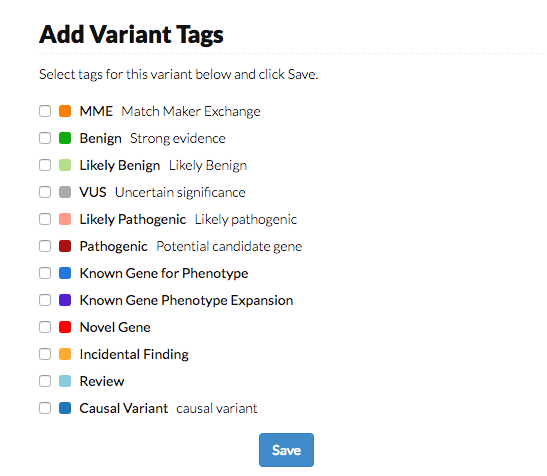 Add Variant Tags
Select tags for this variant below and click Save.
MME Match Maker Exchange
Benign Strong evidence
Likely Benign Likely Benign
VUS Uncertain significance
Likely Pathogenic Likely pathogenic
Pathogenic Potential candidate gene
Known Gene for Phenotype
Known Gene Phenotype Expansion
Novel Gene
Incidental Finding
Review
Causal Variant causal variant
Save